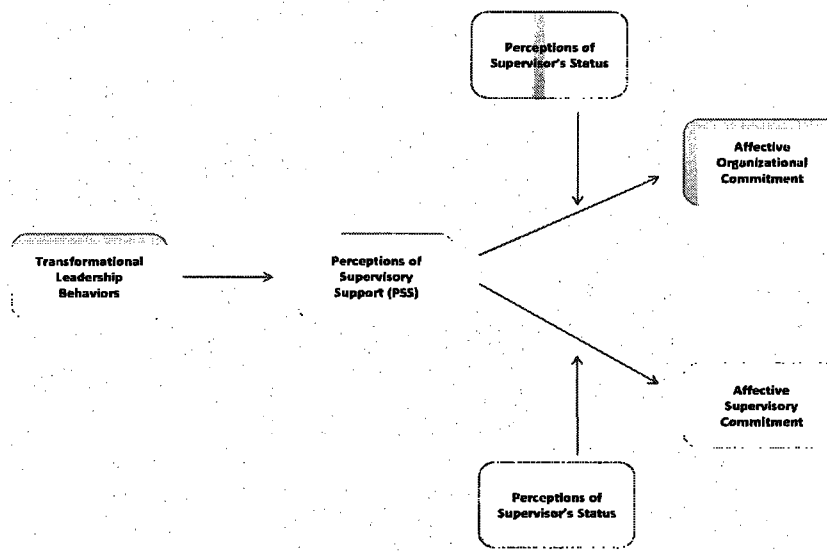 Perceptions of
Supervisor's Status
Affective
Organizational
Commitment
Transformational
Leadership
Behaviors
Perceptions of
Supervisory
Support (PSS)
Affective
Supervisory
Commitment
Perceptions of
Supervisor's Status